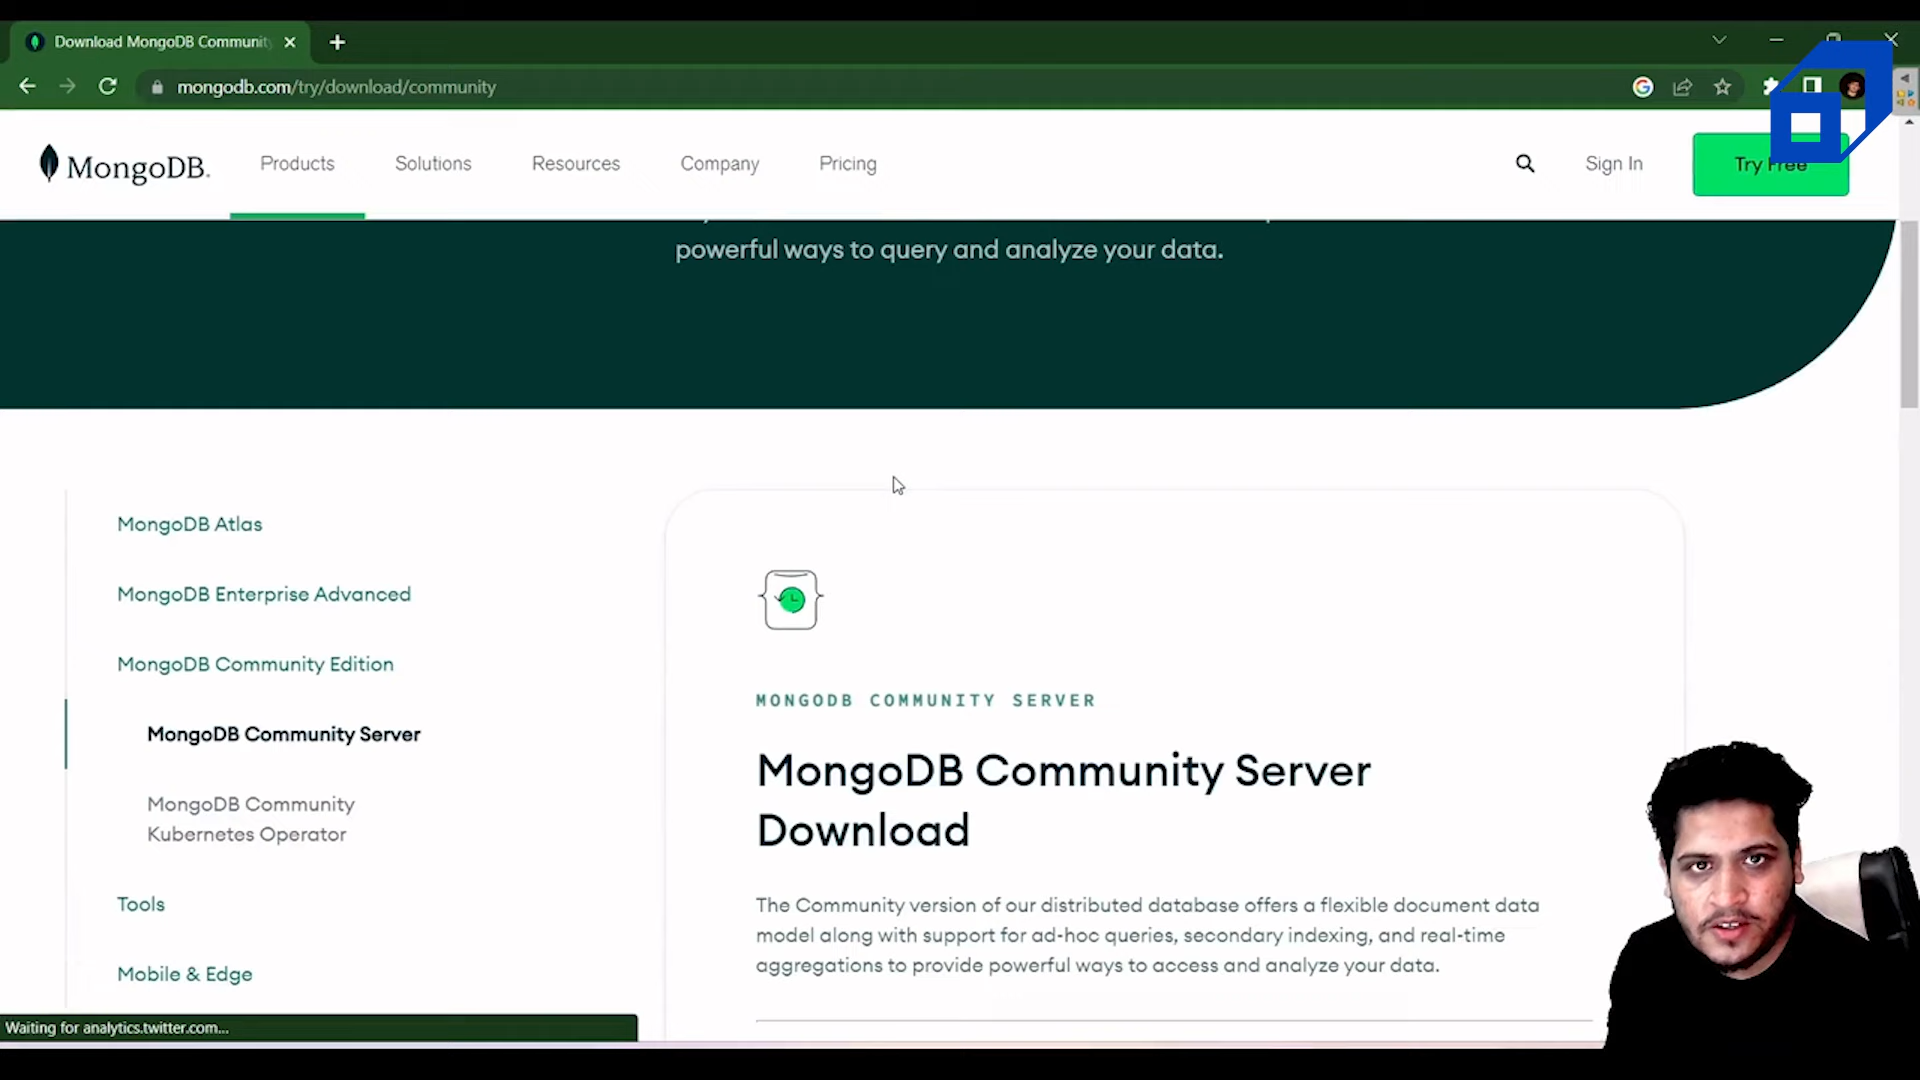 Download MongoDB Community
mongodb.com/try/download/community
MongoDB.
Products
Solutions
Resources
Company
Pricing
Sign In
Try Free
powerful ways to query and analyze your data.
MongoDB Atlas
MongoDB Enterprise Advanced
MongoDB Community Edition
MongoDB Community Server
MongoDB Community
Kubernetes Operator
Tools
Mobile & Edge
MONGODB COMMUNITY SERVER
MongoDB Community Server
Download
The Community version of our distributed database offers a flexible document data
model along with support for ad-hoc queries, secondary indexing, and real-time
aggregations to provide powerful ways to access and analyze your data.
Waiting for analytics.twitter.com...